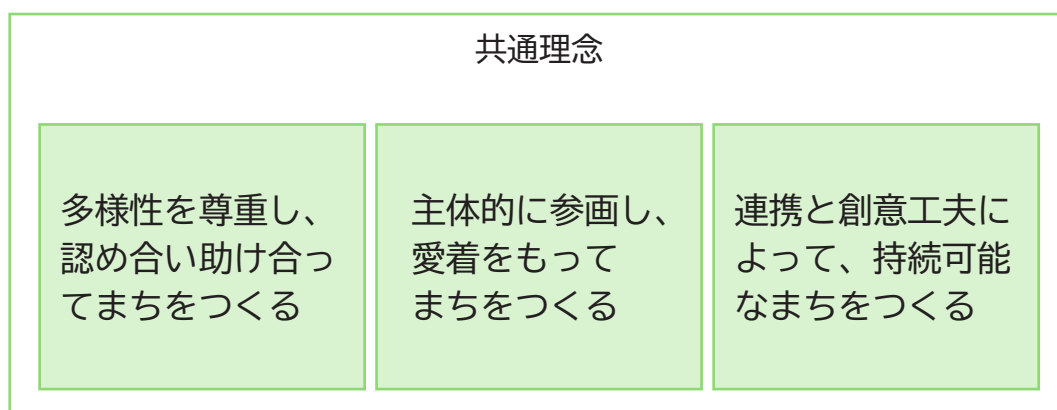 共通理念
多様性を尊重し、
認め合い助け合っ
てまちをつくる
主体的に参画し、
愛着をもって
まちをつくる
連携と創意工夫に
よって、持続可能
なまちをつくる